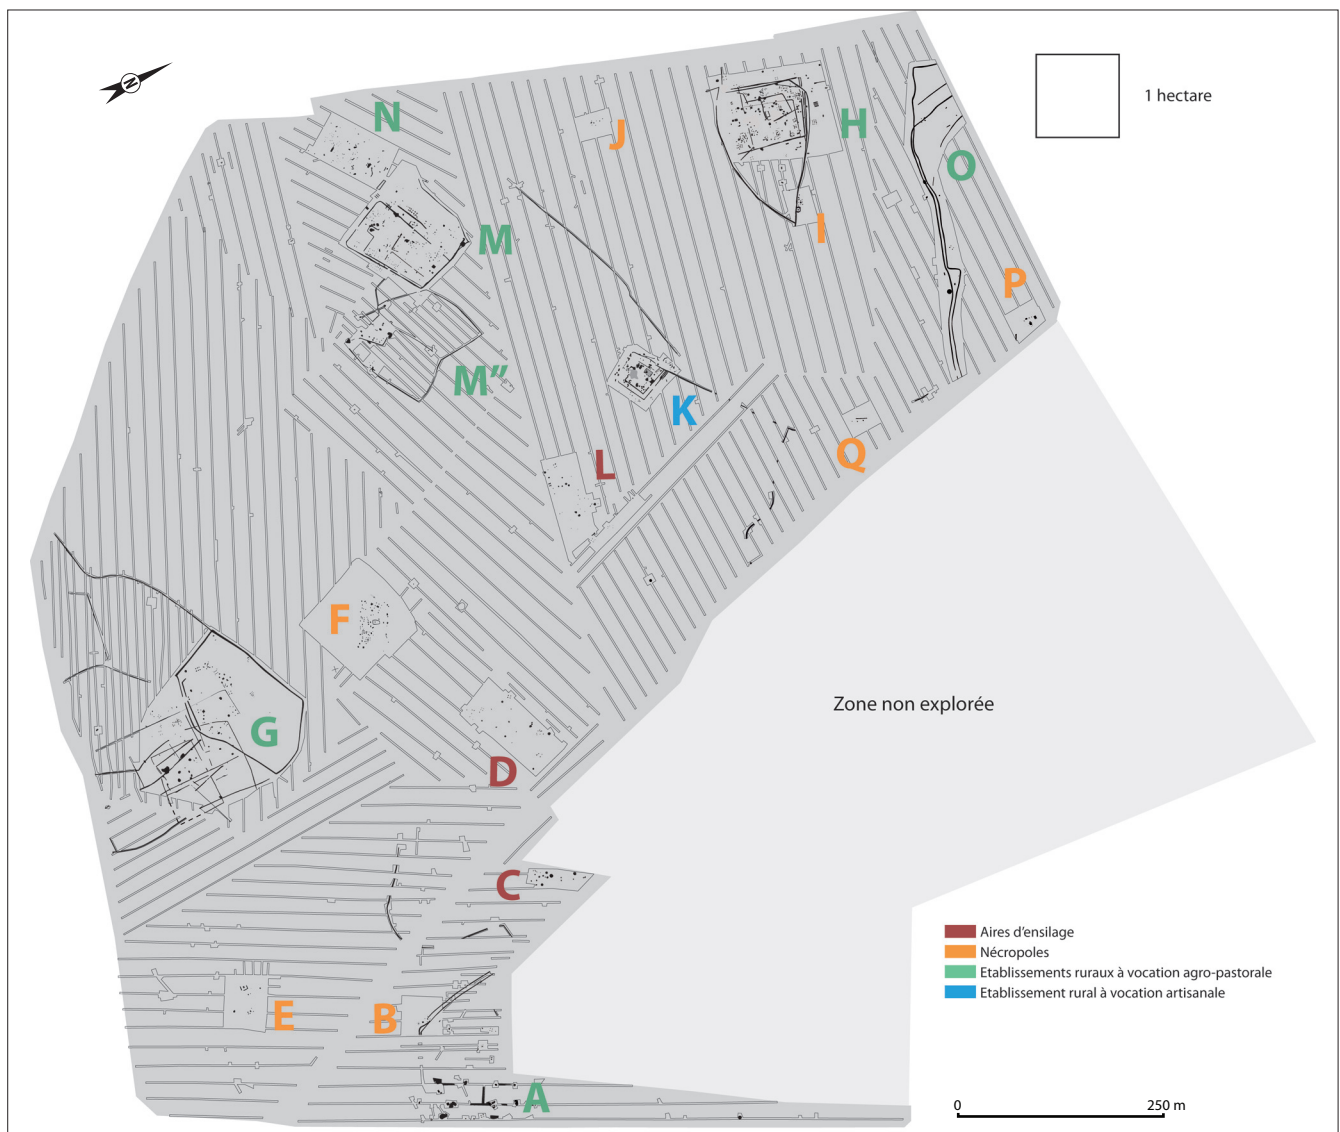 N
1 hectare
N
J
H
O
M
I
P
M"
K
Q
L
F
Zone non explorée
G
D
C
Aires d'ensilage
Nécropoles
Etablissements ruraux à vocation agro-pastorale
Etablissement rural à vocation artisanale
E
B
A
0
250 m